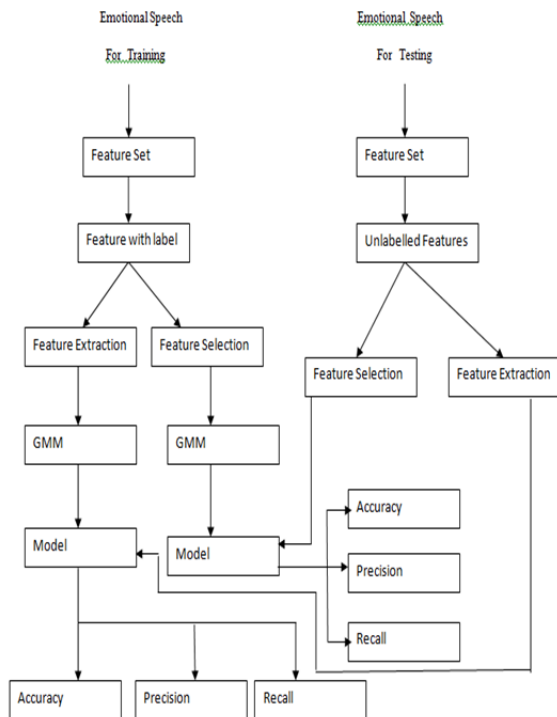 Emotional Speech
For Training
Emotional Speech
For Testing
Feature Set
Feature Set
Feature with label
Unlabelled Features
Feature Extraction
Feature Selection
Feature Selection
Feature Extraction
GMM
GMM
Model
Model
Accuracy
Precision
Recall
Accuracy
Precision
Recall